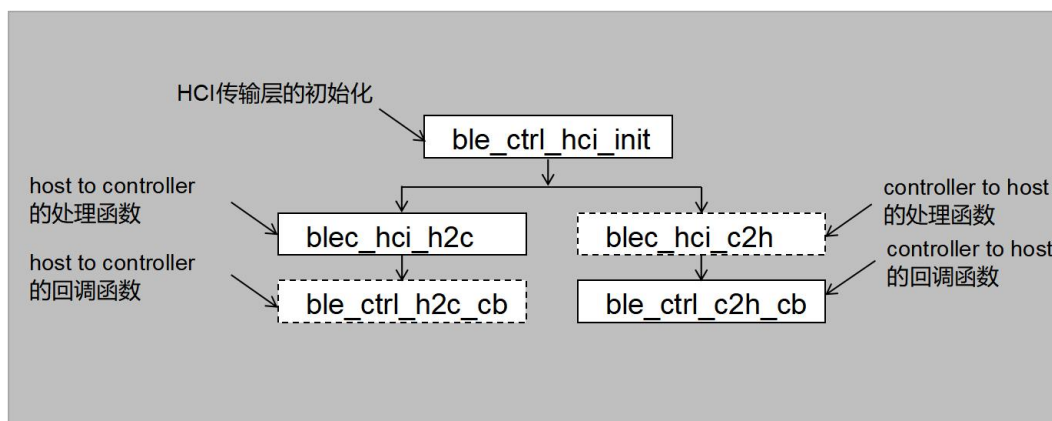 HCI传输层的初始化
ble_ctrl_hci_init
host to controller
的处理函数
controller to host
的处理函数
blec_hci_h2c
blec_hci_c2h
host to controller
的回调函数
controller to host
的回调函数
ble_ctrl_h2c_cb
ble_ctrl_c2h_cb